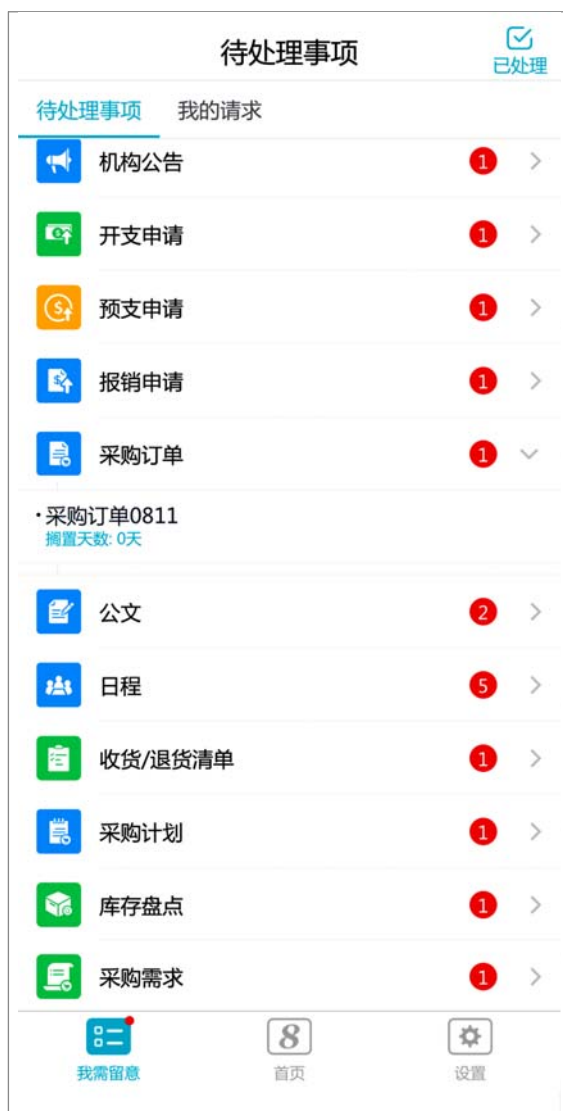 待处理事项
已处理
待处理事项 我的请求
机构公告 1
开支申请 1
预支申请 1
报销申请 1
采购订单 1
·采购订单0811
搁置天数: 0天
公文 2
日程 5
收货/退货清单 1
采购计划 1
库存盘点 1
采购需求 1
8
我需留意 首页 设置